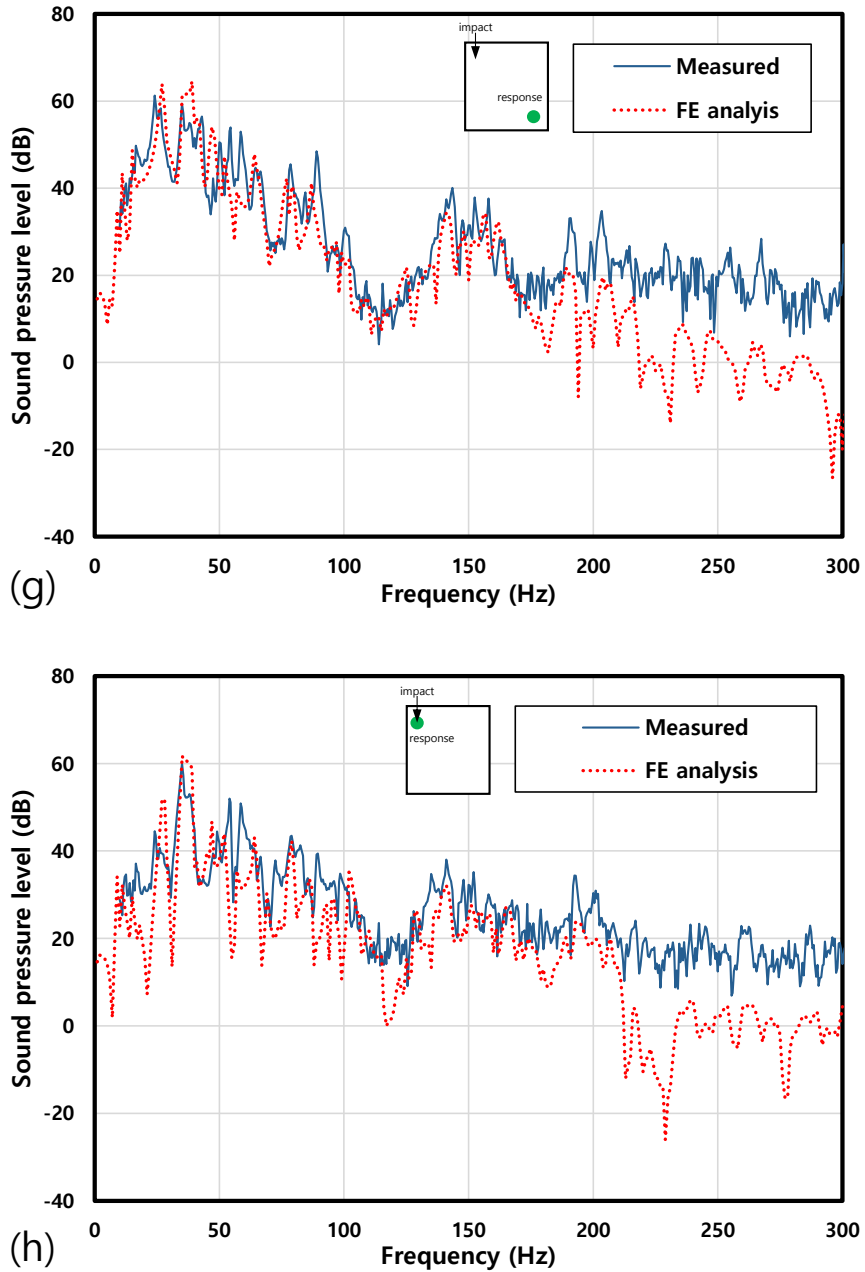 80
60
40
20
0
-20
-40
Sound pressure level (dB)
impact
response
Measured
FE analyis
0 50 100 150 200 250 300
Frequency (Hz)
(g)
80
60
40
20
0
-20
-40
Sound pressure level (dB)
impact
response
Measured
FE analysis
0 50 100 150 200 250 300
Frequency (Hz)
(h)